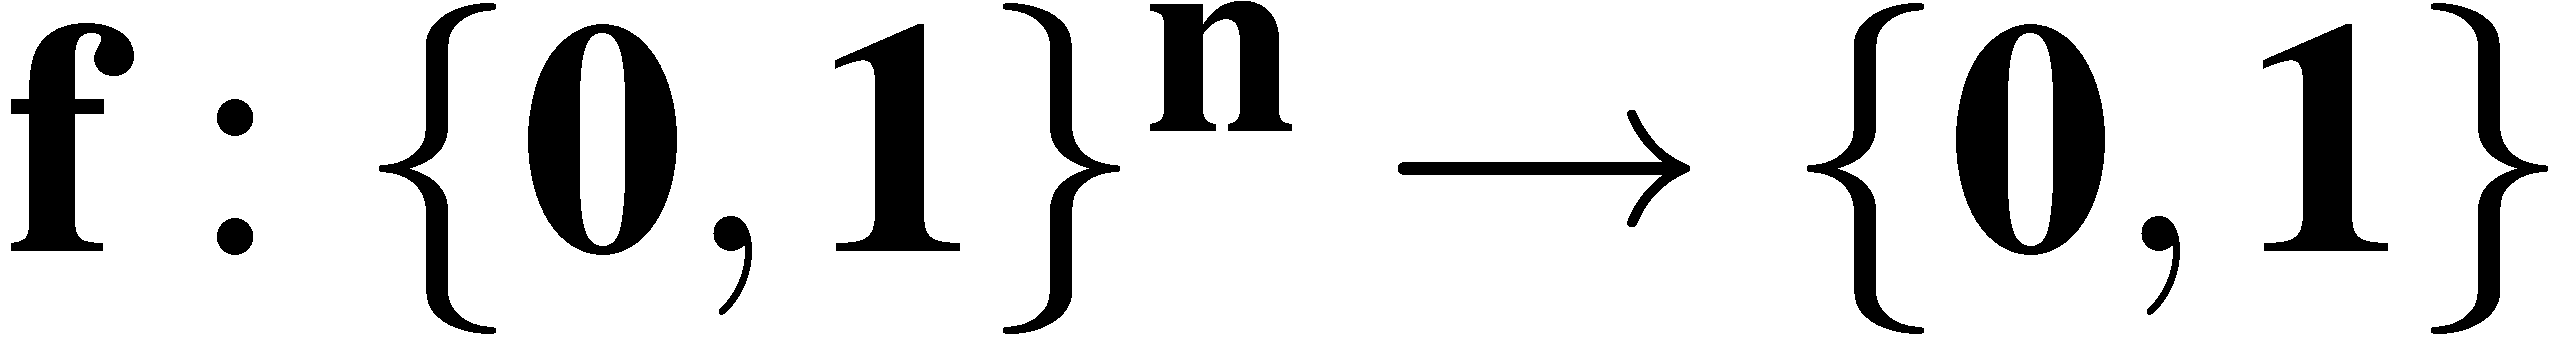 f : {0, 1}ⁿ → {0, 1}